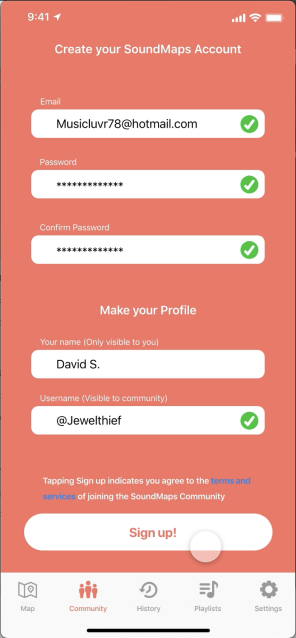 9:41
Create your SoundMaps Account
Email
Musicluvr78@hotmail.com
Password
*************
Confirm Password
*************
Make your Profile
Your name (Only visible to you)
David S.
Username (Visible to community)
@Jewelthief
Tapping Sign up indicates you agree to the terms and
services of joining the SoundMaps Community
Sign up!
Map Community History Playlists Settings